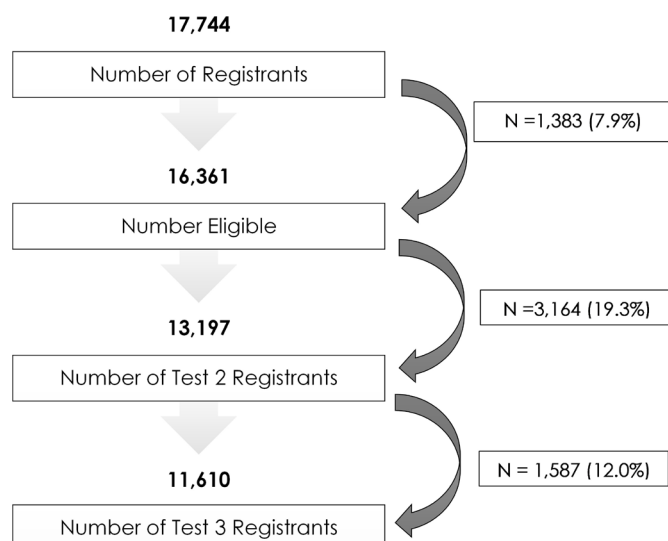 17,744
Number of Registrants
N =1,383 (7.9%)
16,361
Number Eligible
N =3,164 (19.3%)
13,197
Number of Test 2 Registrants
N = 1,587 (12.0%)
11,610
Number of Test 3 Registrants